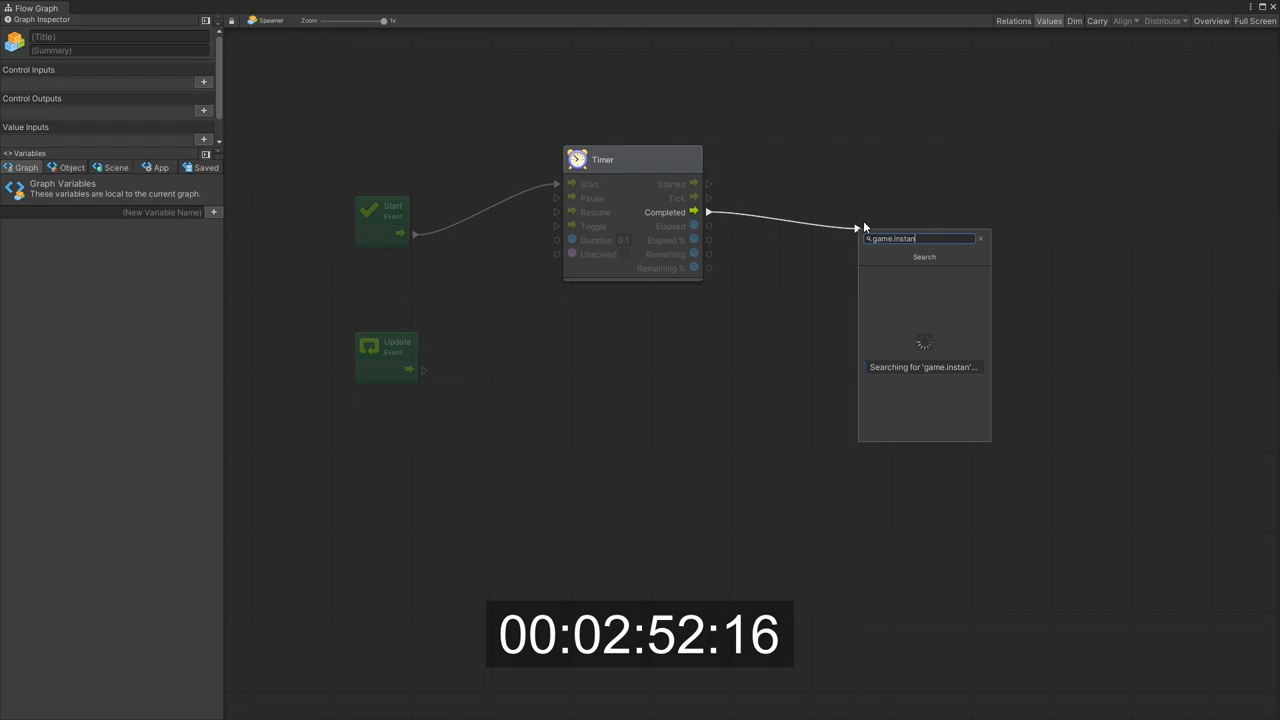 Flow Graph
Graph Inspector
Spawner
Zoom
1x
Relations
Values
Dim
Carry
Align
Distribute
Overview
Full Screen
(Title)
(Summary)
Control Inputs
+
Control Outputs
+
Value Inputs
+
<> Variables
Graph
Object
Scene
App
Saved
Graph Variables
These variables are local to the current graph.
(New Variable Name)
+
Start
Event
Update
Event
Timer
Start
Started
Pause
Tick
Resume
Completed
Toggle
Elapsed
Duration 0.1
Elapsed %
Unscaled
Remaining
Remaining %
game.instan
Search
Searching for 'game.instan'...
00:02:52:16